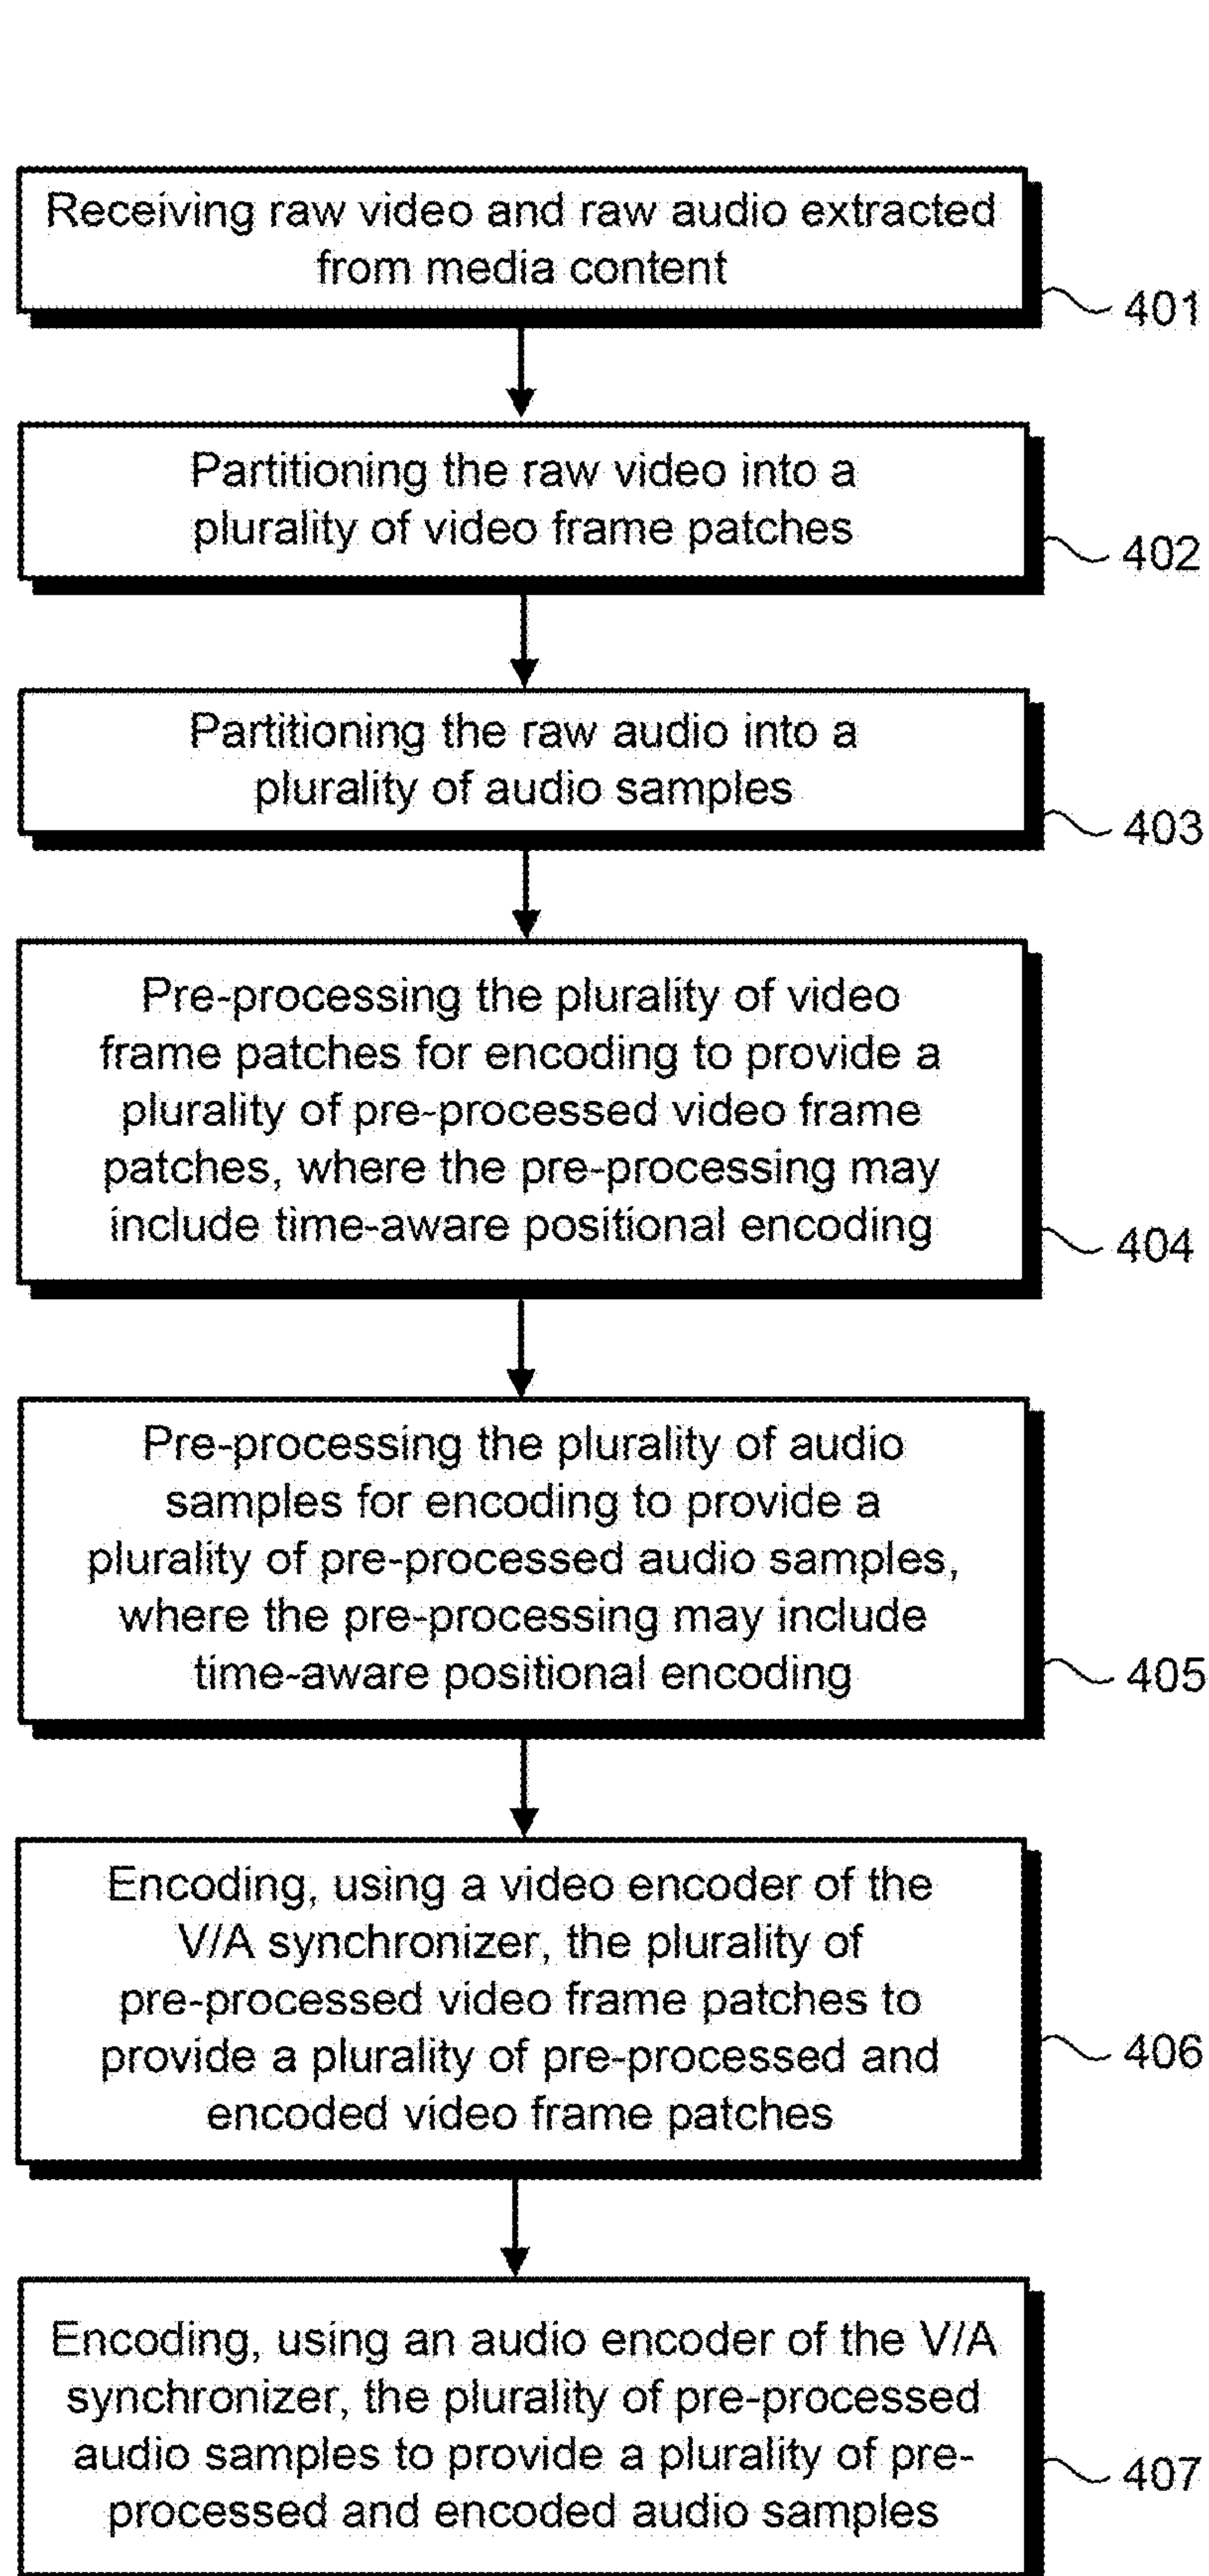 Receiving raw video and raw audio extracted
from media content
401
Partitioning the raw video into a
plurality of video frame patches
402
Partitioning the raw audio into a
plurality of audio samples
403
Pre-processing the plurality of video
frame patches for encoding to provide a
plurality of pre-processed video frame
patches, where the pre-processing may
include time-aware positional encoding
404
Pre-processing the plurality of audio
samples for encoding to provide a
plurality of pre-processed audio samples,
where the pre-processing may include
time-aware positional encoding
405
Encoding, using a video encoder of the
V/A synchronizer, the plurality of
pre-processed video frame patches to
provide a plurality of pre-processed and
encoded video frame patches
406
Encoding, using an audio encoder of the V/A
synchronizer, the plurality of pre-processed
audio samples to provide a plurality of pre-
processed and encoded audio samples
407